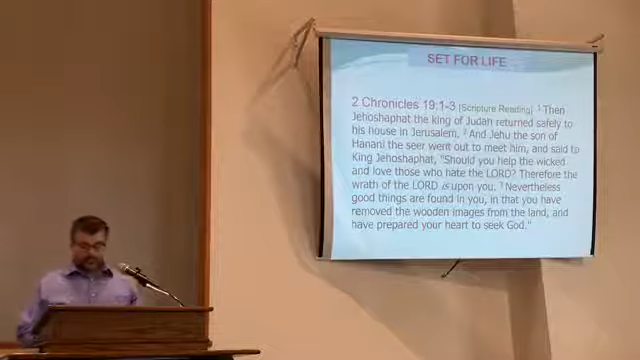 SET FOR LIFE
2 Chronicles 19:1-3 [Scripture Reading] 1 Then
Jehoshaphat the king of Judah returned safely to
his house in Jerusalem. 2 And Jehu the son of
Hanani the seer went out to meet him, and said to
King Jehoshaphat, "Should you help the wicked
and love those who hate the LORD? Therefore the
wrath of the LORD is upon you. 3 Nevertheless
good things are found in you, in that you have
removed the wooden images from the land, and
have prepared your heart to seek God."